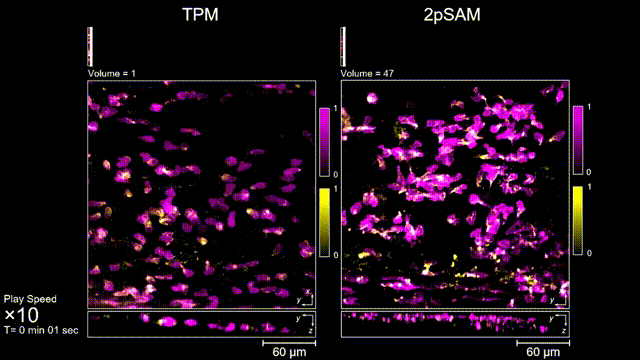 TPM
2pSAM
Volume = 1
Volume = 47
1
0
1
0
1
0
1
0
x
y
x
y
y
z
y
z
Play Speed
×10
T= 0 min 01 sec
60 μm
60 μm